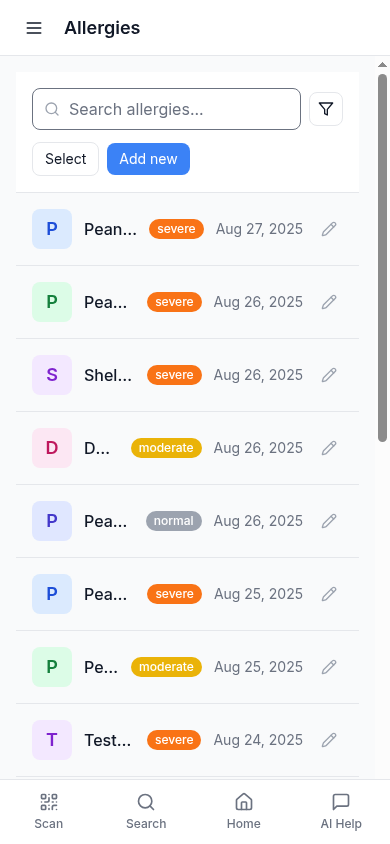 Allergies
Search allergies...
Select Add new
P Pean... severe Aug 27, 2025
P Pea... severe Aug 26, 2025
S Shel... severe Aug 26, 2025
D D... moderate Aug 26, 2025
P Pea... normal Aug 26, 2025
P Pea... severe Aug 25, 2025
P Pe... moderate Aug 25, 2025
T Test... severe Aug 24, 2025
Scan Search Home AI Help